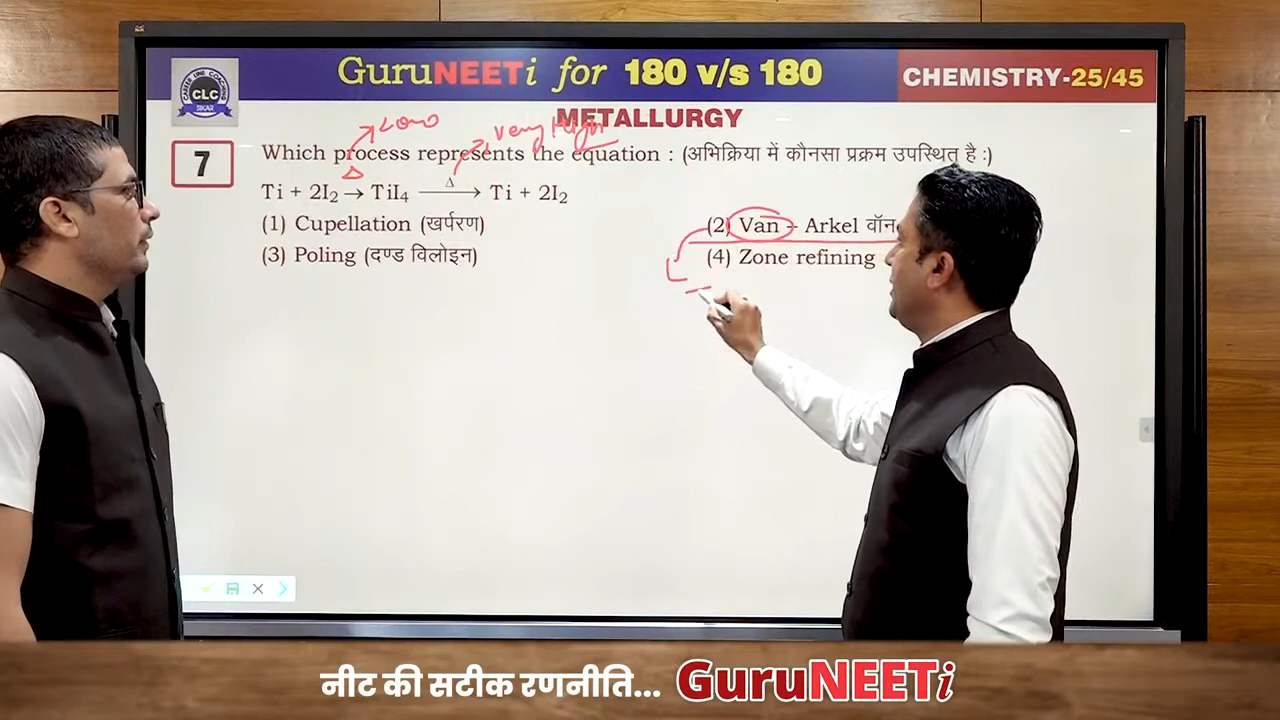 GuruNEETi for 180 v/s 180
CHEMISTRY-25/45
CLC
SIKAR
METALLURGY
Low
Very High
7
Which process represents the equation : (अभिक्रिया में कौनसा प्रक्रम उपस्थित है :)
Δ
Ti + 2I₂ → TiI₄ —Δ→ Ti + 2I₂
(1) Cupellation (खर्परण)
(2) Van – Arkel वॉन
(3) Poling (दण्ड विलोइन)
(4) Zone refining
नीट की सटीक रणनीति... GuruNEETi